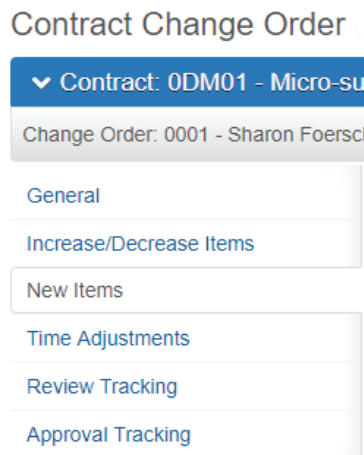 Contract Change Order
Contract: 0DM01 - Micro-su
Change Order: 0001 - Sharon Foersc
General
Increase/Decrease Items
New Items
Time Adjustments
Review Tracking
Approval Tracking